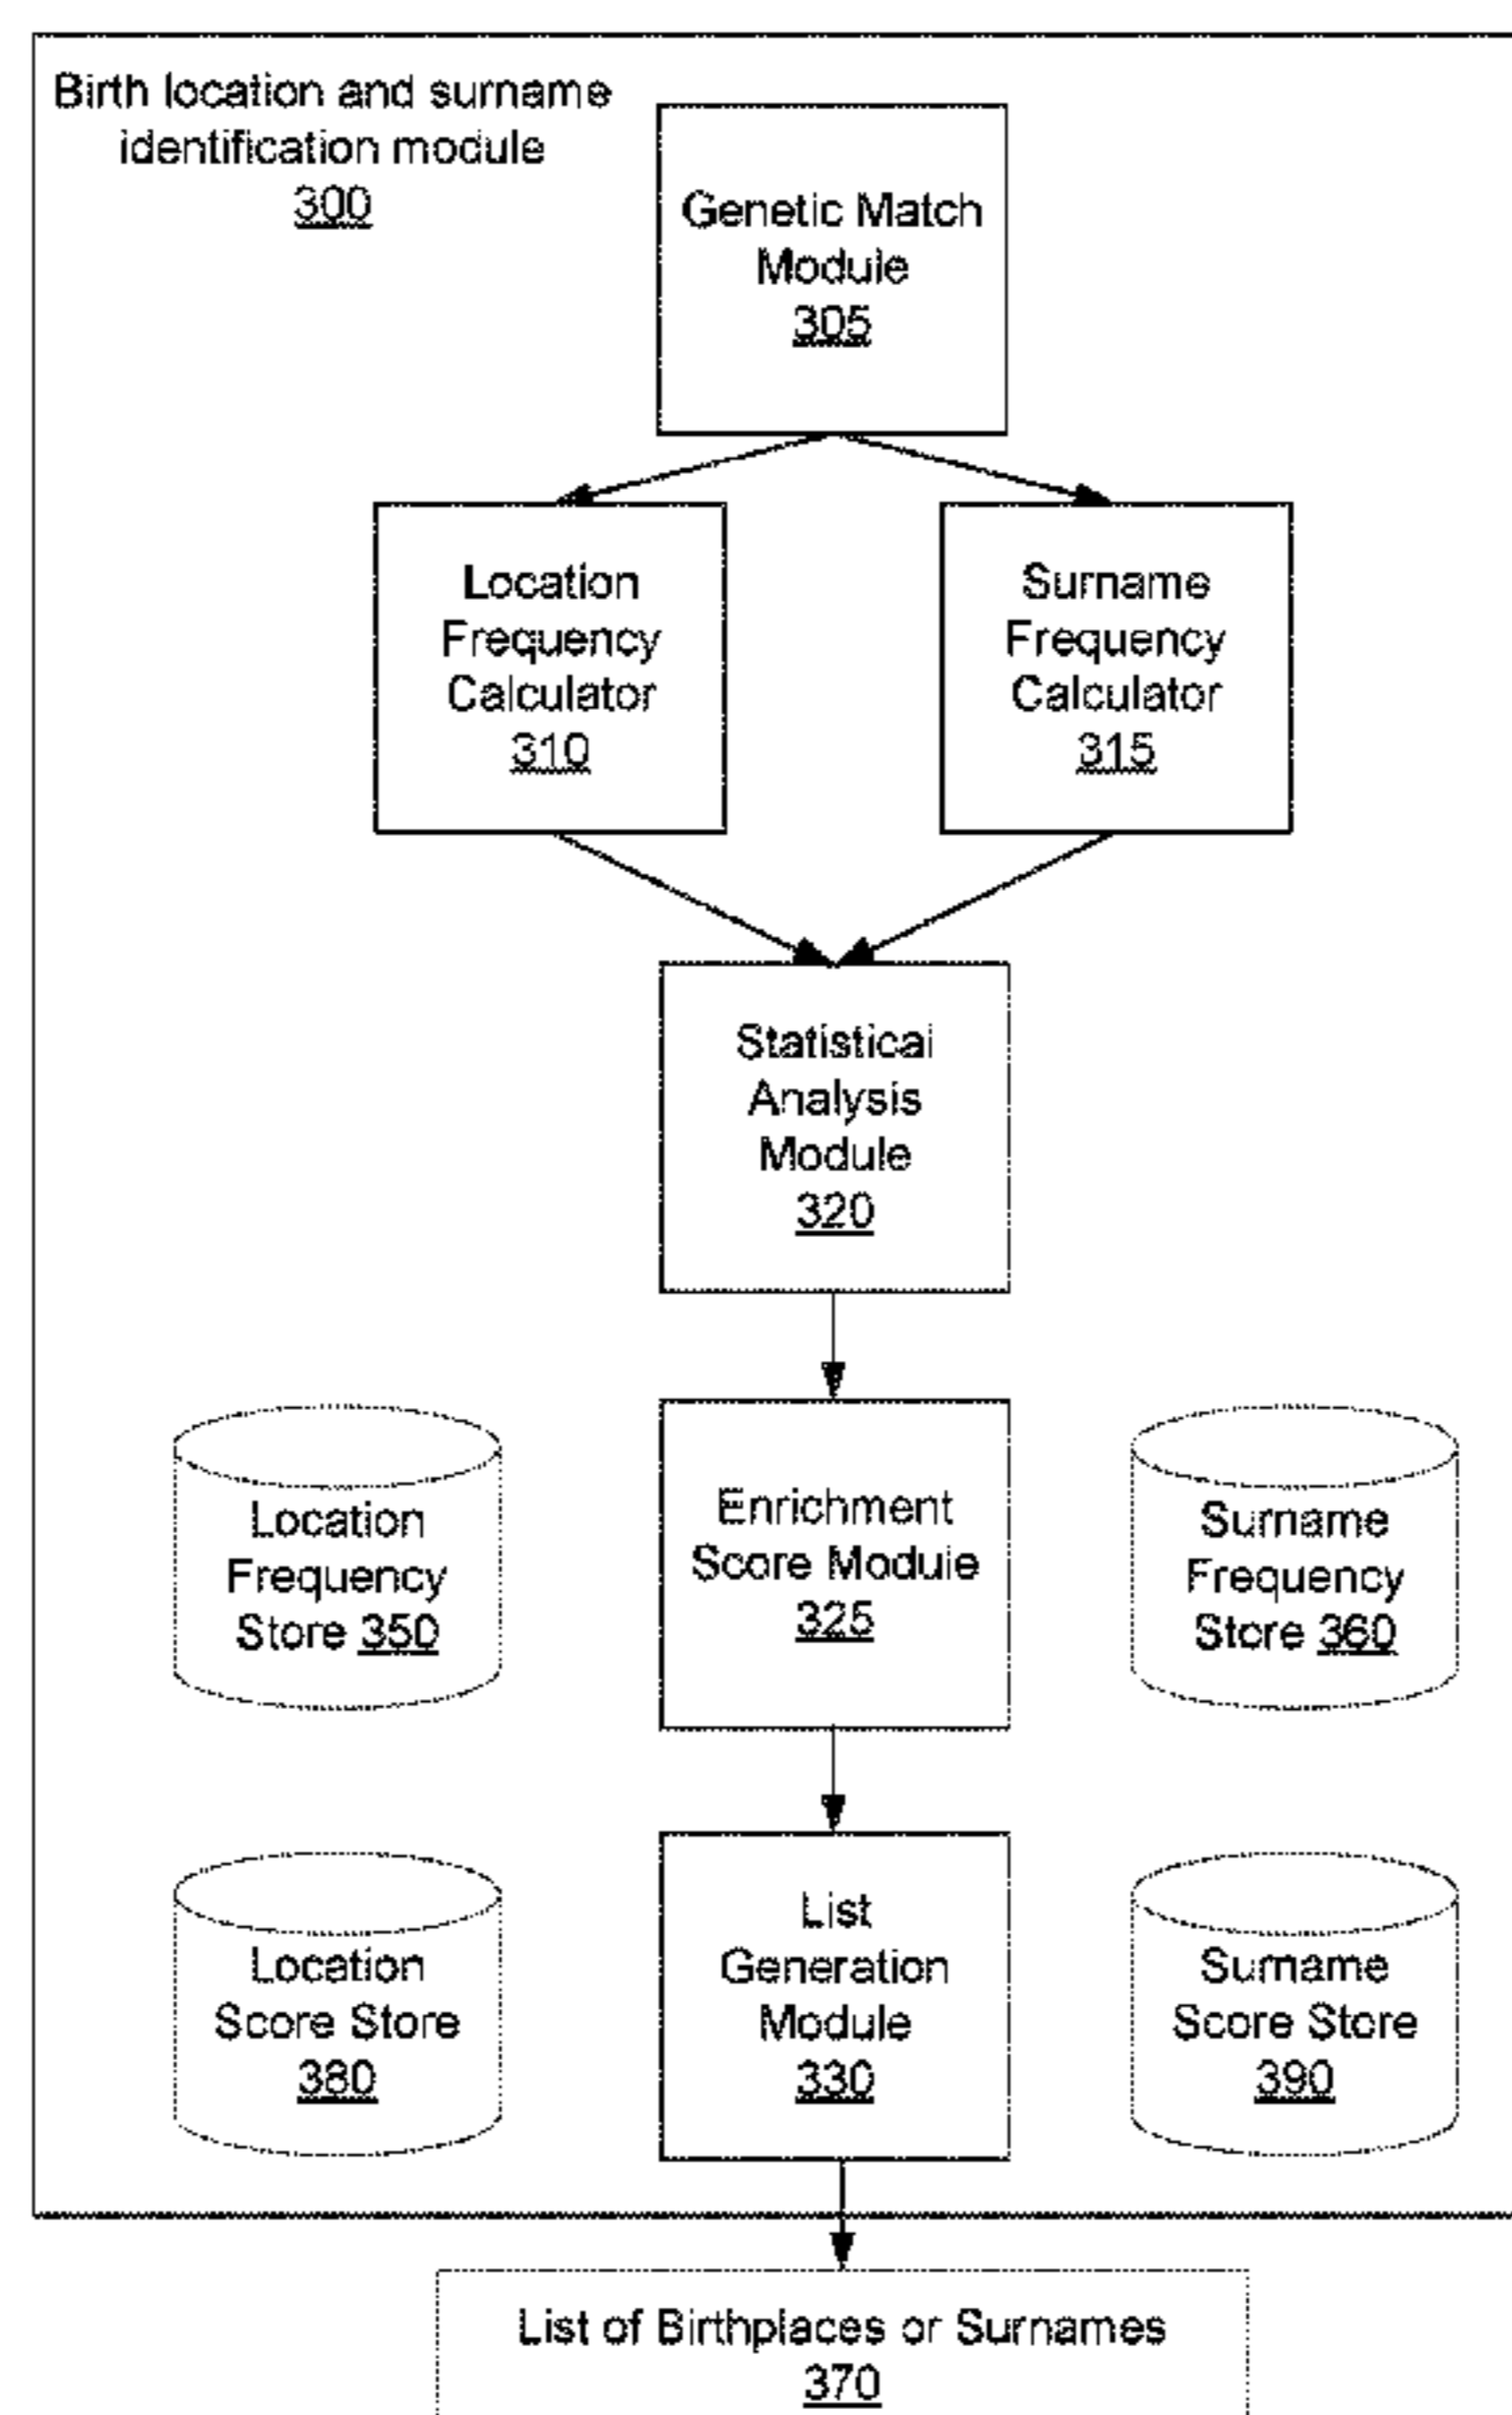 Birth location and surname
identification module
300
Genetic Match
Module
305
Location
Frequency
Calculator
310
Surname
Frequency
Calculator
315
Statistical
Analysis
Module
320
Location
Frequency
Store 350
Enrichment
Score Module
325
Surname
Frequency
Store 360
Location
Score Store
380
List
Generation
Module
330
Surname
Score Store
390
List of Birthplaces or Surnames
370